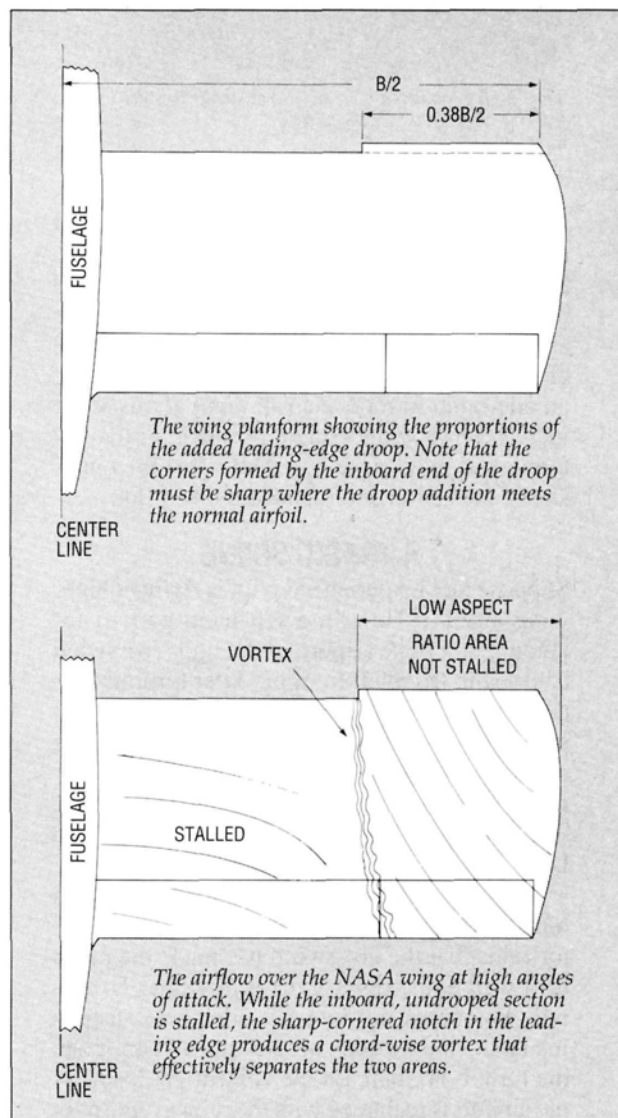 B/2
0.38B/2
FUSELAGE
The wing planform showing the proportions of
the added leading-edge droop. Note that the
corners formed by the inboard end of the droop
must be sharp where the droop addition meets
the normal airfoil.
CENTER
LINE
LOW ASPECT
RATIO AREA
NOT STALLED
VORTEX
FUSELAGE
STALLED
The airflow over the NASA wing at high angles
of attack. While the inboard, undrooped section
is stalled, the sharp-cornered notch in the lead-
ing edge produces a chord-wise vortex that
effectively separates the two areas.
CENTER
LINE